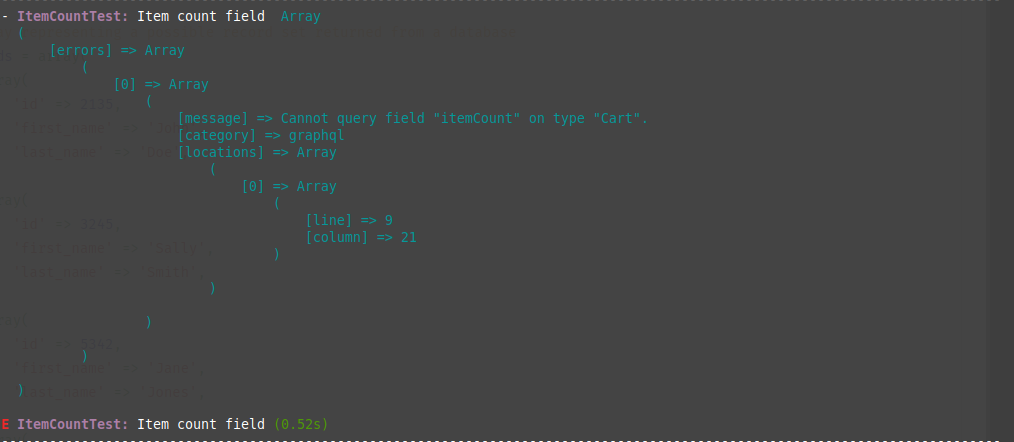 - ItemCountTest: Item count field Array
(
[errors] => Array
(
[0] => Array
(
[message] => Cannot query field "itemCount" on type "Cart".
[category] => graphql
[locations] => Array
(
[0] => Array
(
[line] => 9
[column] => 21
)
)
)
)
)
E ItemCountTest: Item count field (0.52s)